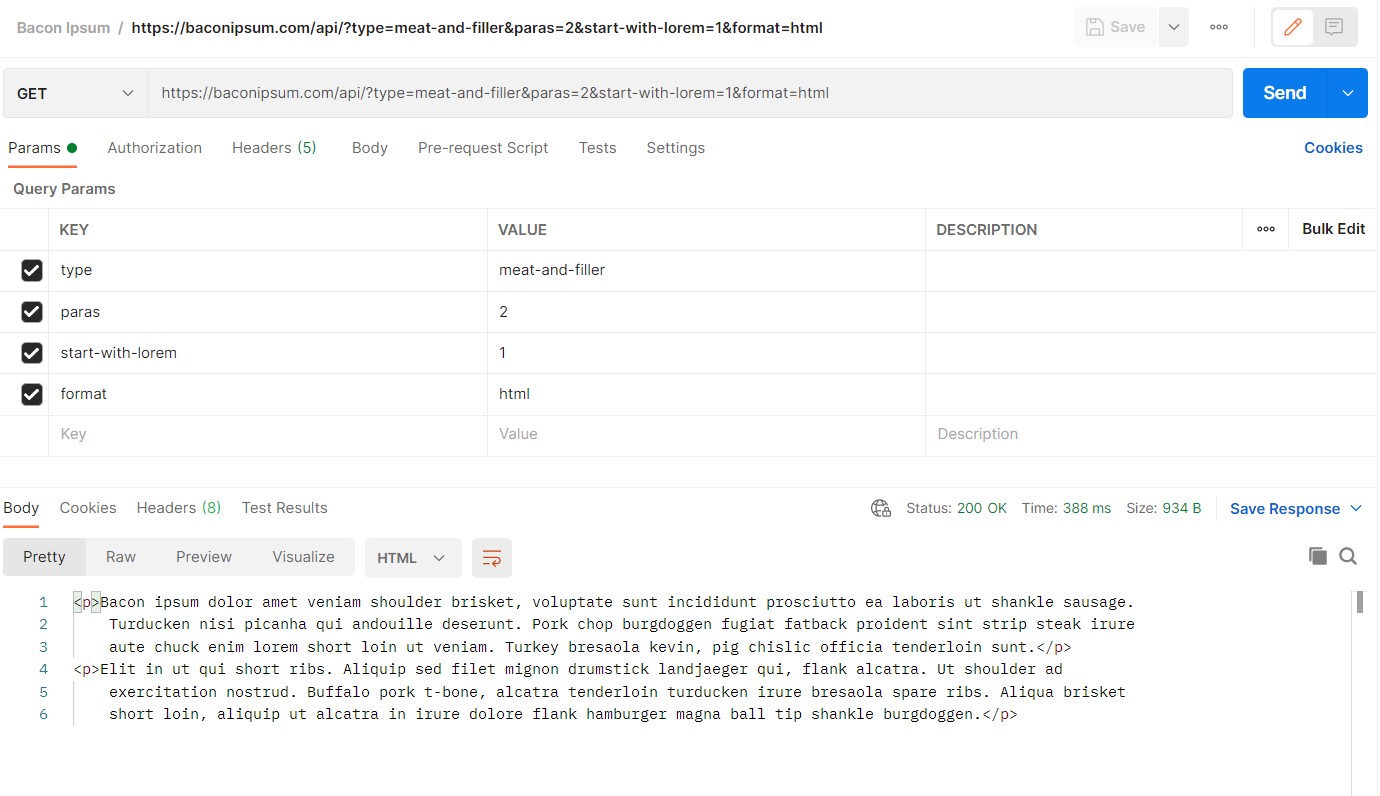 Bacon Ipsum / https://baconipsum.com/api/?type=meat-and-filler&paras=2&start-with-lorem=1&format=html
Save
GET https://baconipsum.com/api/?type=meat-and-filler&paras=2&start-with-lorem=1&format=html Send
Params Authorization Headers (5) Body Pre-request Script Tests Settings Cookies
Query Params
KEY VALUE DESCRIPTION Bulk Edit
type meat-and-filler
paras 2
start-with-lorem 1
format html
Key Value Description
Body Cookies Headers (8) Test Results Status: 200 OK Time: 388 ms Size: 934 B Save Response
Pretty Raw Preview Visualize HTML
1 <p>Bacon ipsum dolor amet veniam shoulder brisket, voluptate sunt incididunt prosciutto ea laboris ut shankle sausage.
2 Turducken nisi picanha qui andouille deserunt. Pork chop burgdoggen fugiat fatback proident sint strip steak irure
3 aute chuck enim lorem short loin ut veniam. Turkey bresaola kevin, pig chislic officia tenderloin sunt.</p>
4 <p>Elit in ut qui short ribs. Aliquip sed filet mignon drumstick landjaeger qui, flank alcatra. Ut shoulder ad
5 exercitation nostrud. Buffalo pork t-bone, alcatra tenderloin turducken irure bresaola spare ribs. Aliqua brisket
6 short loin, aliquip ut alcatra in irure dolore flank hamburger magna ball tip shankle burgdoggen.</p>